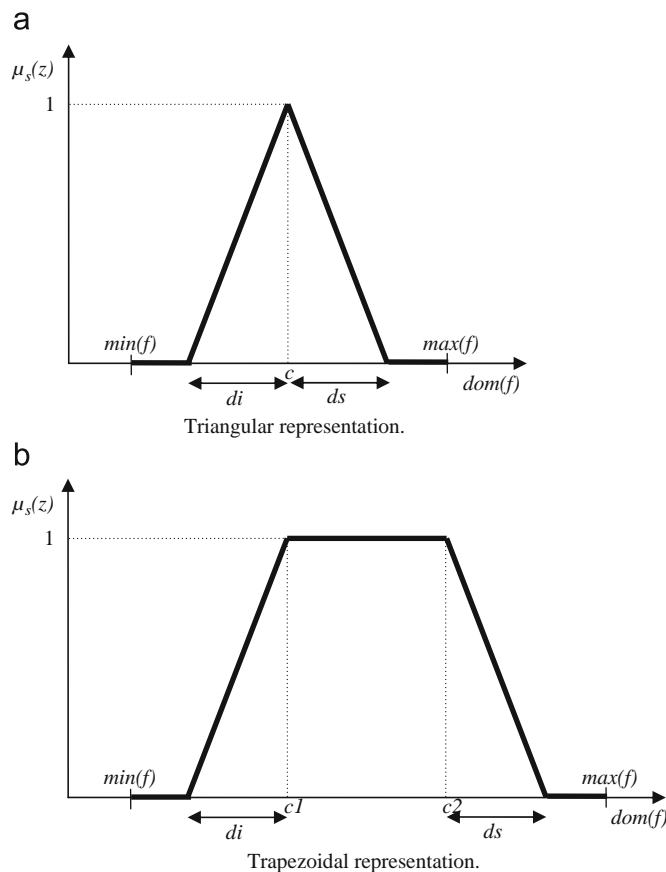 a
μs(z)
1
min(f)
max(f)
c
dom(f)
di
ds
Triangular representation.
b
μs(z)
1
min(f)
max(f)
c1
c2
di
ds
dom(f)
Trapezoidal representation.